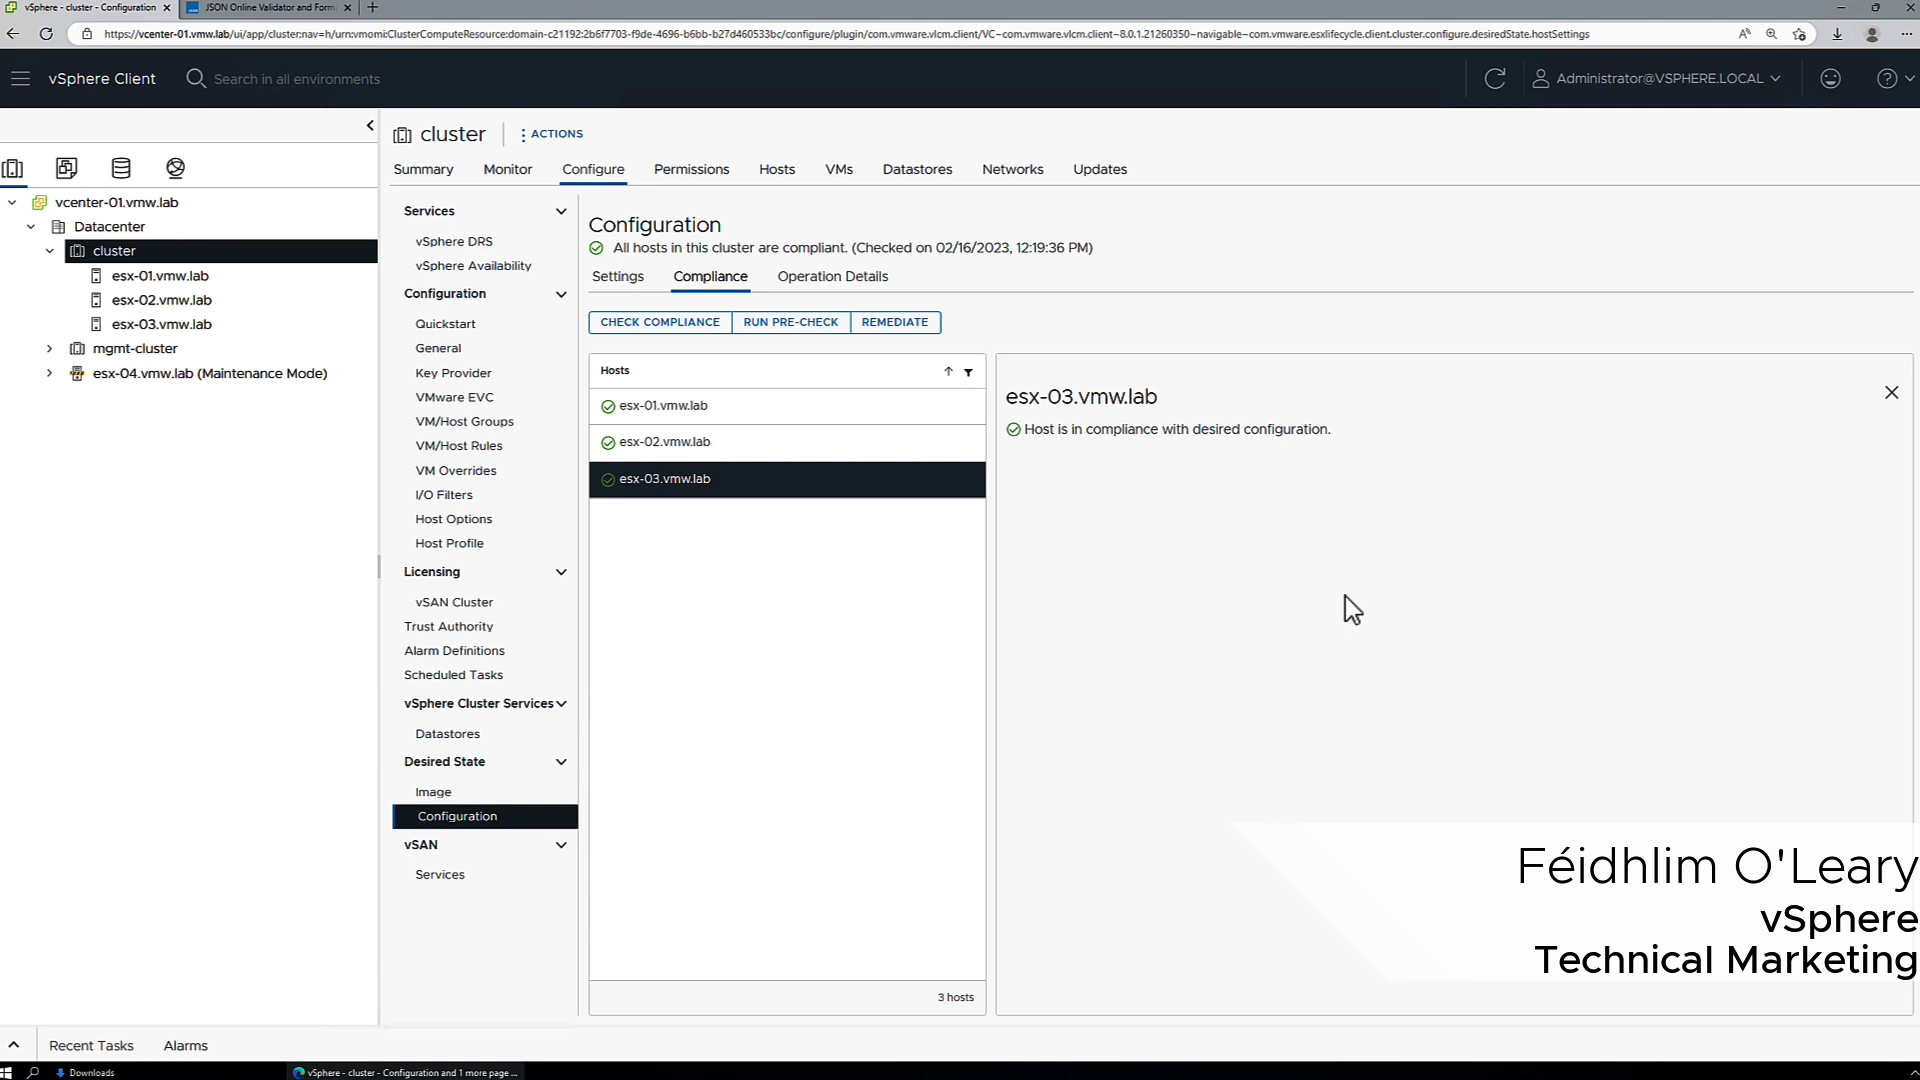 vSphere - cluster - Configuration
JSON Online Validator and Form
https://vcenter-01.vmw.lab/ui/app/cluster;nav=h/urn:vmomi:ClusterComputeResource:domain-c21192:2b6f7703-f9de-4696-b6bb-b27d460533bc/configure/plugin/com.vmware.vlcm.client/VC~com.vmware.vlcm.client~8.0.1.21260350~navigable~com.vmware.esxlifecycle.client.cluster.configure.desiredState.hostSettings
vSphere Client
Search in all environments
Administrator@VSPHERE.LOCAL
cluster
ACTIONS
Summary
Monitor
Configure
Permissions
Hosts
VMs
Datastores
Networks
Updates
vcenter-01.vmw.lab
Datacenter
cluster
esx-01.vmw.lab
esx-02.vmw.lab
esx-03.vmw.lab
mgmt-cluster
esx-04.vmw.lab (Maintenance Mode)
Services
vSphere DRS
vSphere Availability
Configuration
Quickstart
General
Key Provider
VMware EVC
VM/Host Groups
VM/Host Rules
VM Overrides
I/O Filters
Host Options
Host Profile
Licensing
vSAN Cluster
Trust Authority
Alarm Definitions
Scheduled Tasks
vSphere Cluster Services
Datastores
Desired State
Image
Configuration
vSAN
Services
Configuration
All hosts in this cluster are compliant. (Checked on 02/16/2023, 12:19:36 PM)
Settings
Compliance
Operation Details
CHECK COMPLIANCE
RUN PRE-CHECK
REMEDIATE
Hosts
esx-01.vmw.lab
esx-02.vmw.lab
esx-03.vmw.lab
3 hosts
esx-03.vmw.lab
Host is in compliance with desired configuration.
Féidhlim O'Leary
vSphere
Technical Marketing
Recent Tasks
Alarms
Downloads
vSphere - cluster - Configuration and 1 more page ...